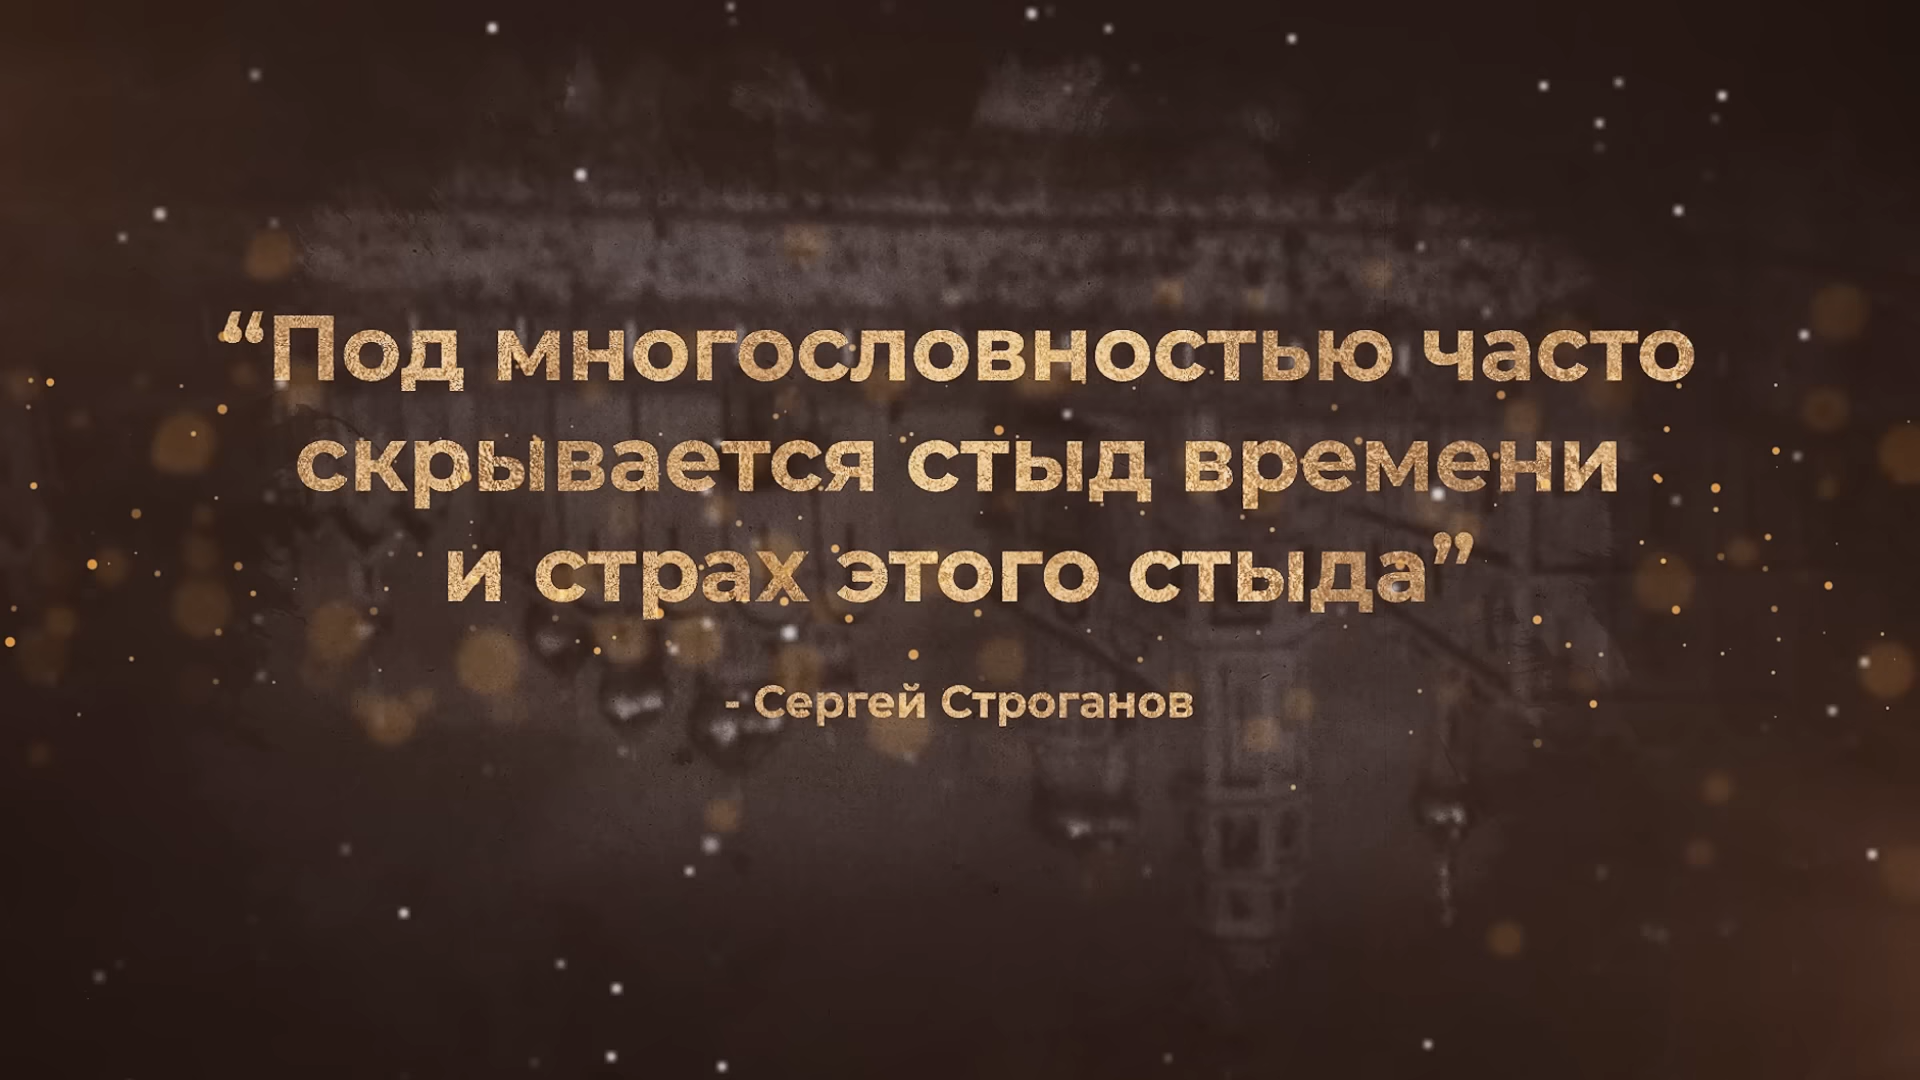 “Под многословностью часто
скрывается стыд времени
и страх этого стыда”
- Сергей Строганов